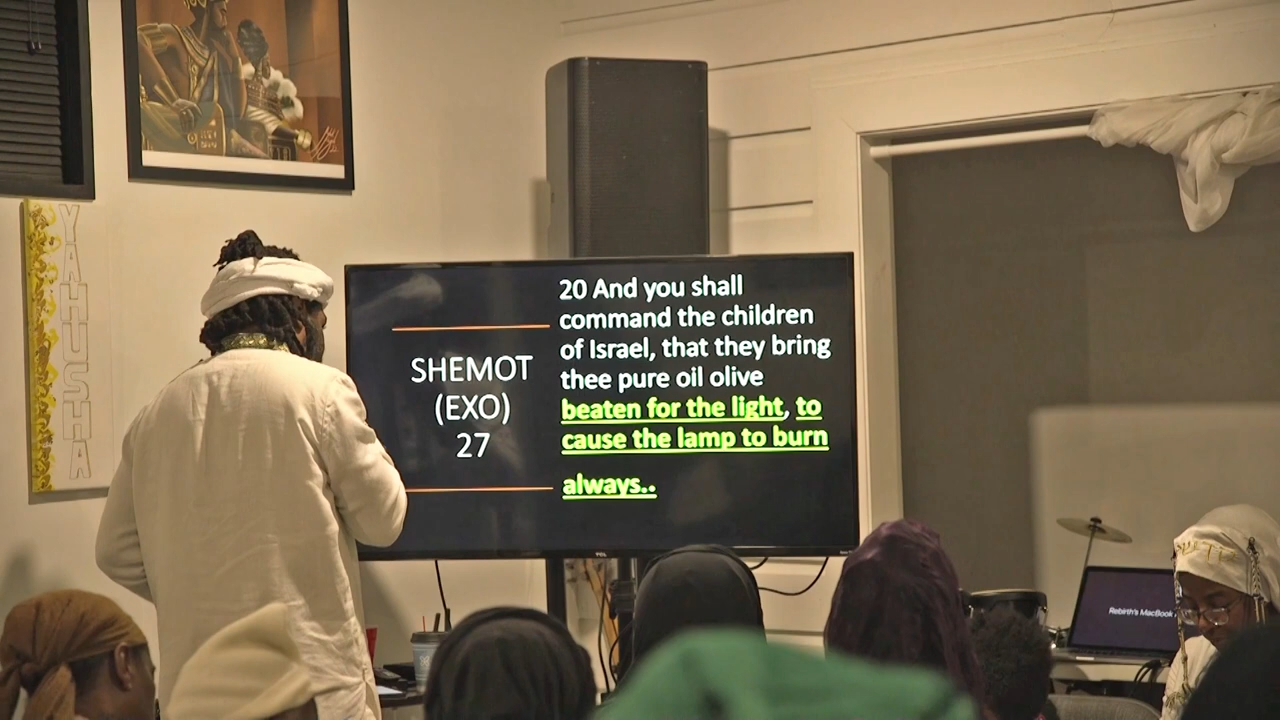 YAHUSHA
SHEMOT
(EXO)
27
20 And you shall
command the children
of Israel, that they bring
thee pure oil olive
beaten for the light, to
cause the lamp to burn
always..
TCL
Rebirth's MacBook